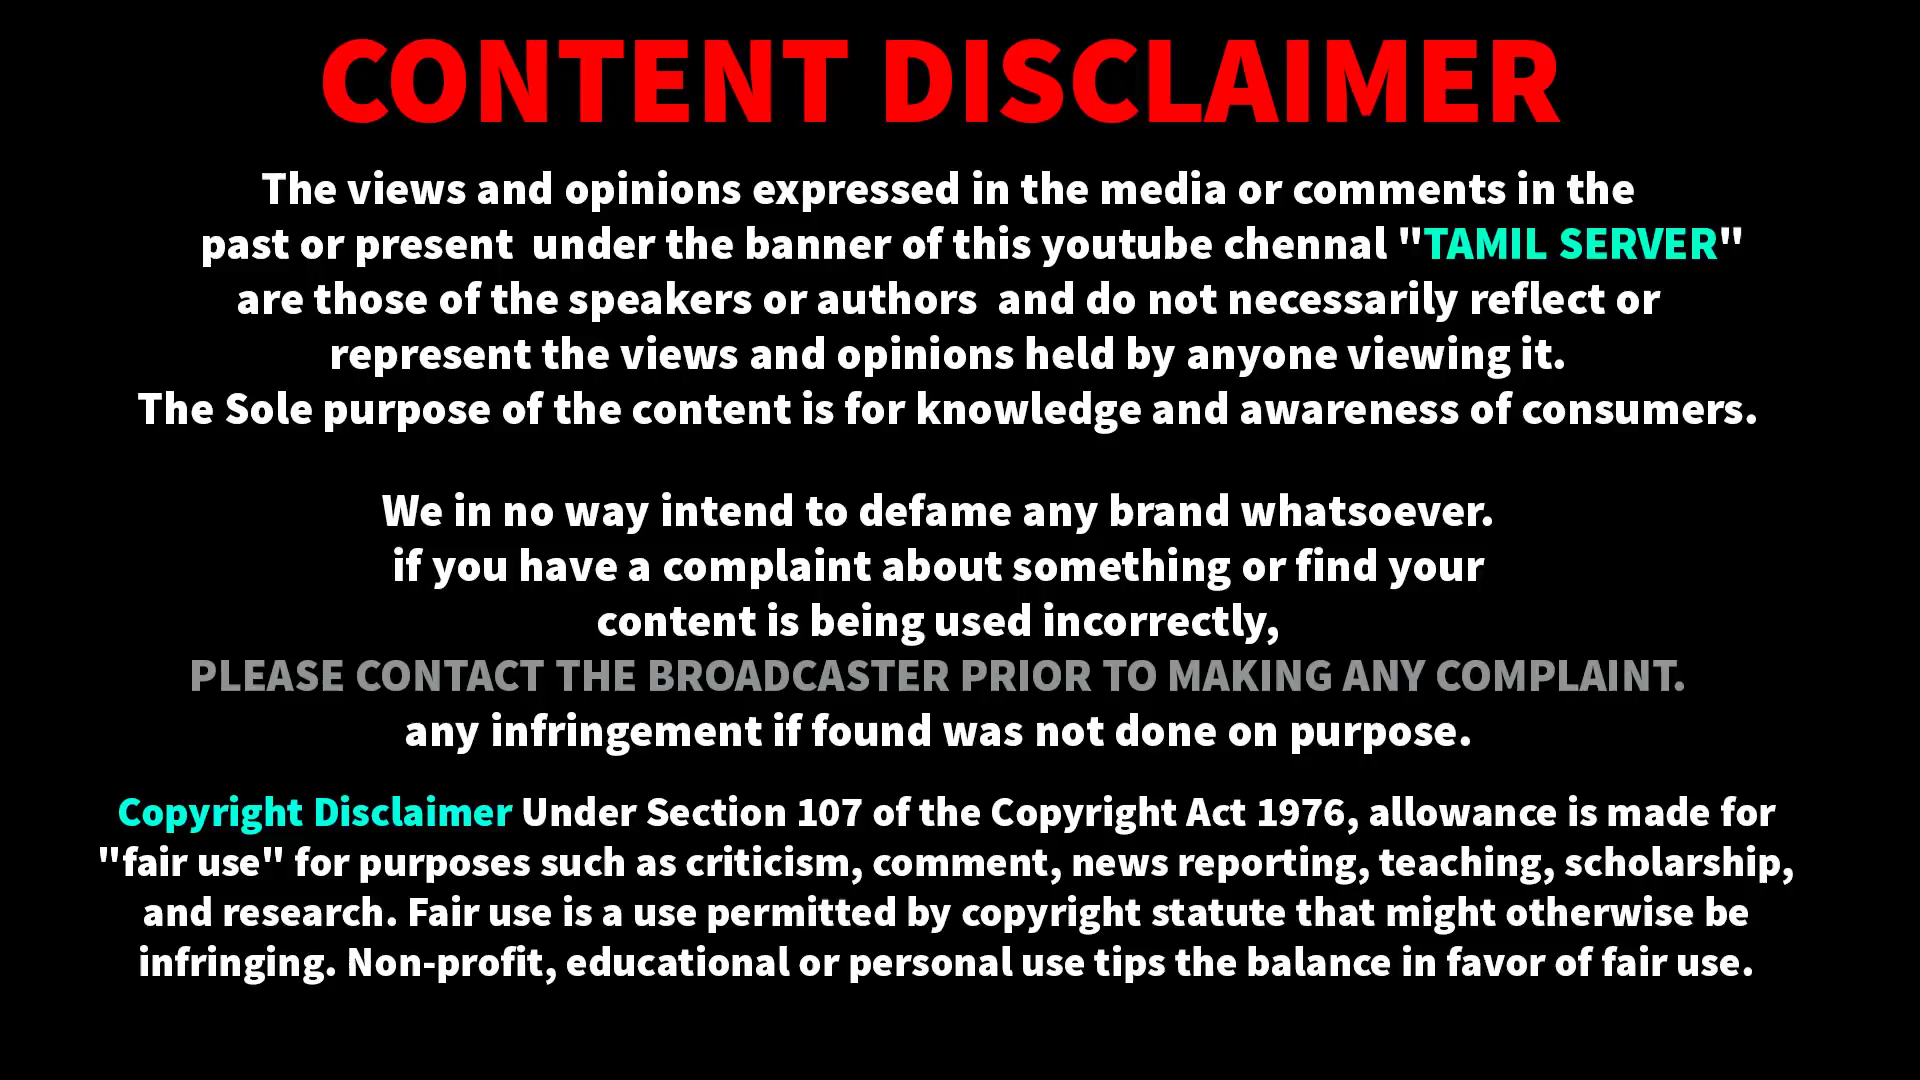 CONTENT DISCLAIMER
The views and opinions expressed in the media or comments in the
past or present  under the banner of this youtube chennal "TAMIL SERVER"
are those of the speakers or authors  and do not necessarily reflect or
represent the views and opinions held by anyone viewing it.
The Sole purpose of the content is for knowledge and awareness of consumers.
We in no way intend to defame any brand whatsoever.
if you have a complaint about something or find your
content is being used incorrectly,
PLEASE CONTACT THE BROADCASTER PRIOR TO MAKING ANY COMPLAINT.
any infringement if found was not done on purpose.
Copyright Disclaimer Under Section 107 of the Copyright Act 1976, allowance is made for
"fair use" for purposes such as criticism, comment, news reporting, teaching, scholarship,
and research. Fair use is a use permitted by copyright statute that might otherwise be
infringing. Non-profit, educational or personal use tips the balance in favor of fair use.